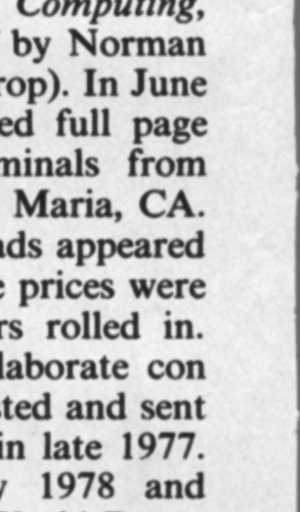 Computing,
by Norman
rop). In June
ed full page
minals from
Maria, CA.
ads appeared
e prices were
rs rolled in.
laborate con
sted and sent
in late 1977.
y 1978 and